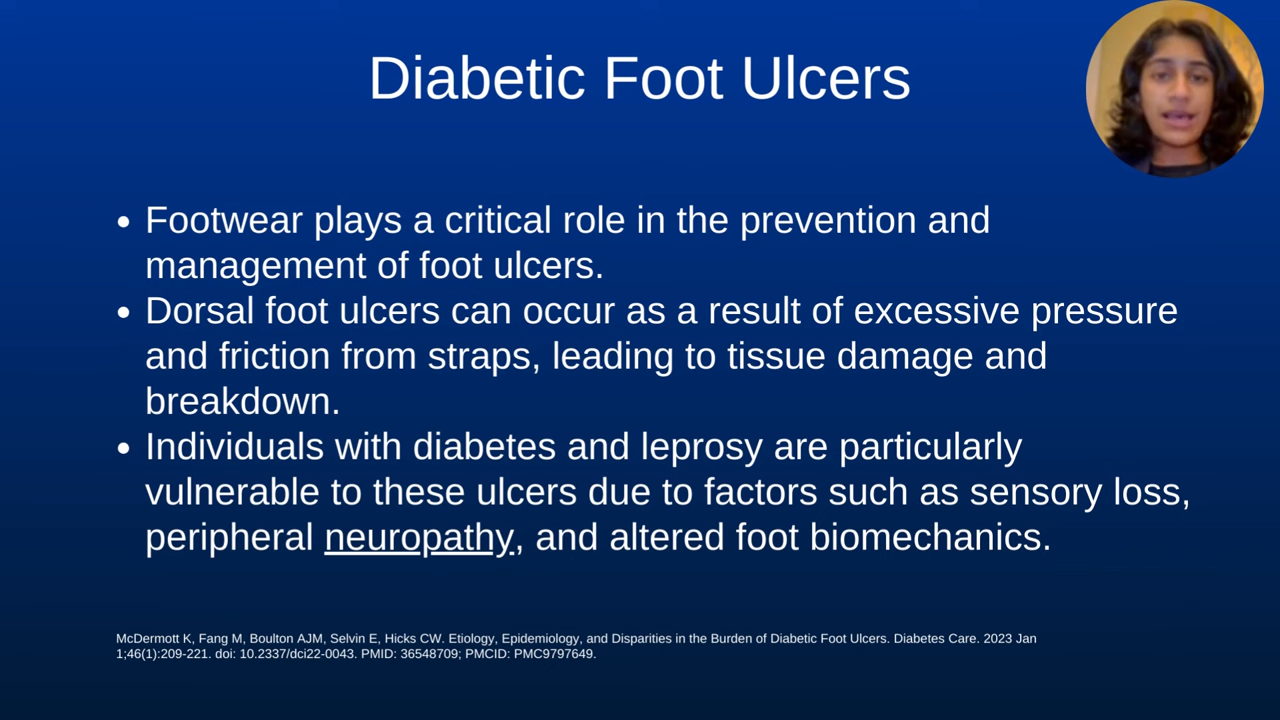 Diabetic Foot Ulcers
• Footwear plays a critical role in the prevention and
management of foot ulcers.
• Dorsal foot ulcers can occur as a result of excessive pressure
and friction from straps, leading to tissue damage and
breakdown.
• Individuals with diabetes and leprosy are particularly
vulnerable to these ulcers due to factors such as sensory loss,
peripheral neuropathy, and altered foot biomechanics.
McDermott K, Fang M, Boulton AJM, Selvin E, Hicks CW. Etiology, Epidemiology, and Disparities in the Burden of Diabetic Foot Ulcers. Diabetes Care. 2023 Jan
1;46(1):209-221. doi: 10.2337/dci22-0043. PMID: 36548709; PMCID: PMC9797649.